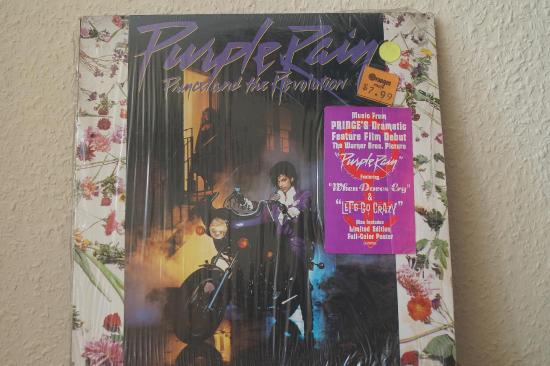 Purple Rain
Prince and the Revolution
$7.99
Music From
PRINCE'S Dramatic
Feature Film Debut
The Warner Bros. Picture
"Purple Rain"
Featuring
"When Doves Cry"
&
"LET'S GO CRAZY"
Also Includes
Limited Edition
Full-Color Poster